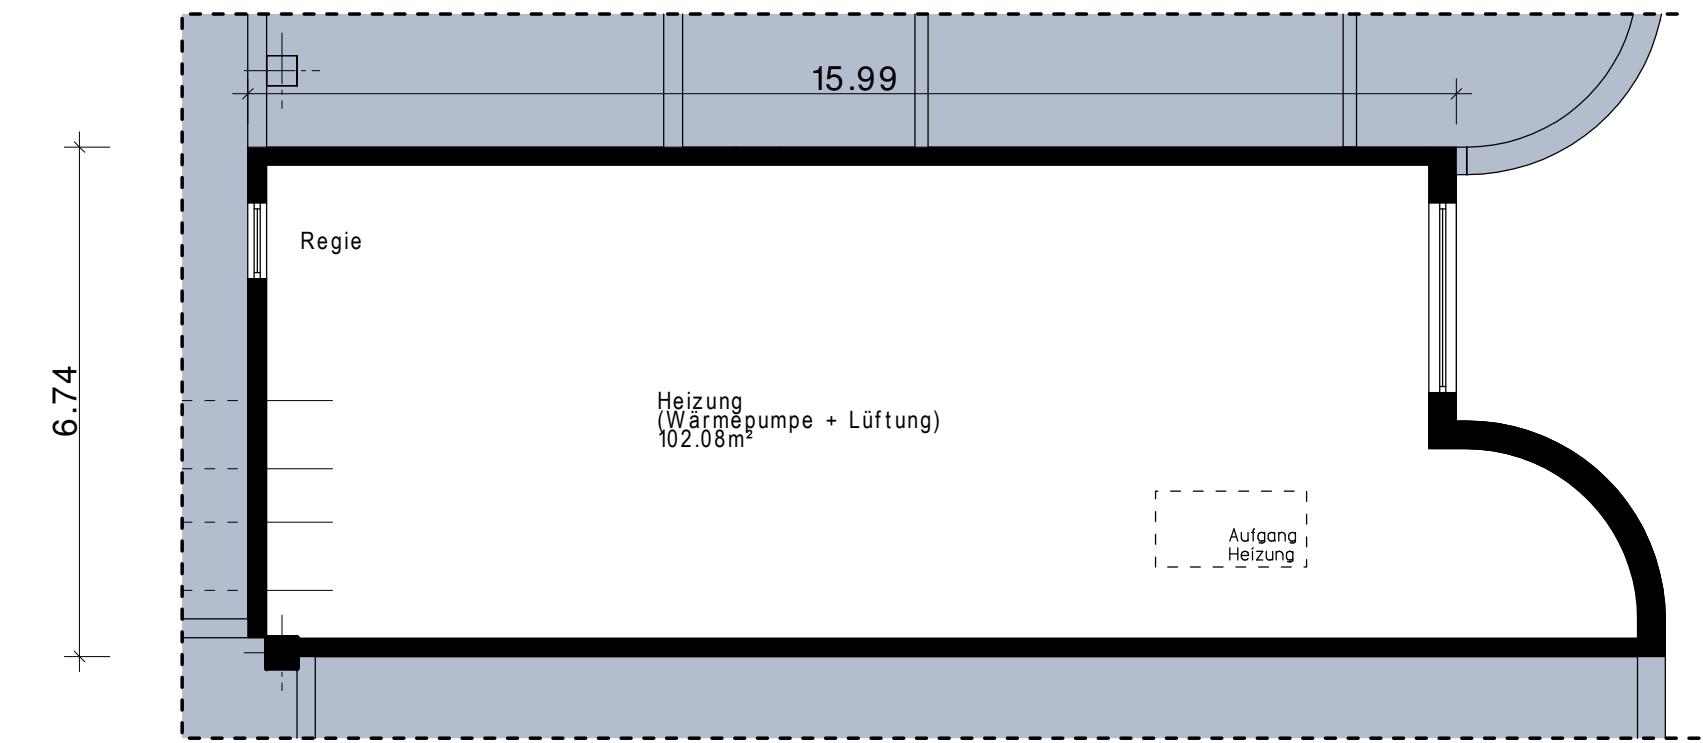 15.99
Regie
6.74
Heizung
(Wärmepumpe + Lüftung)
102.08m²
Aufgang
Heizung